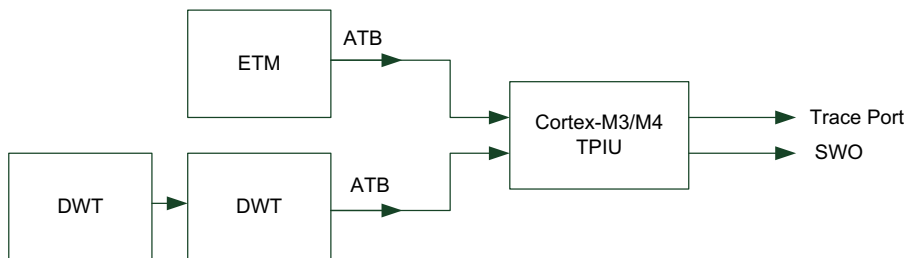 ATB
ETM
Cortex-M3/M4
TPIU
Trace Port
SWO
ATB
DWT
DWT